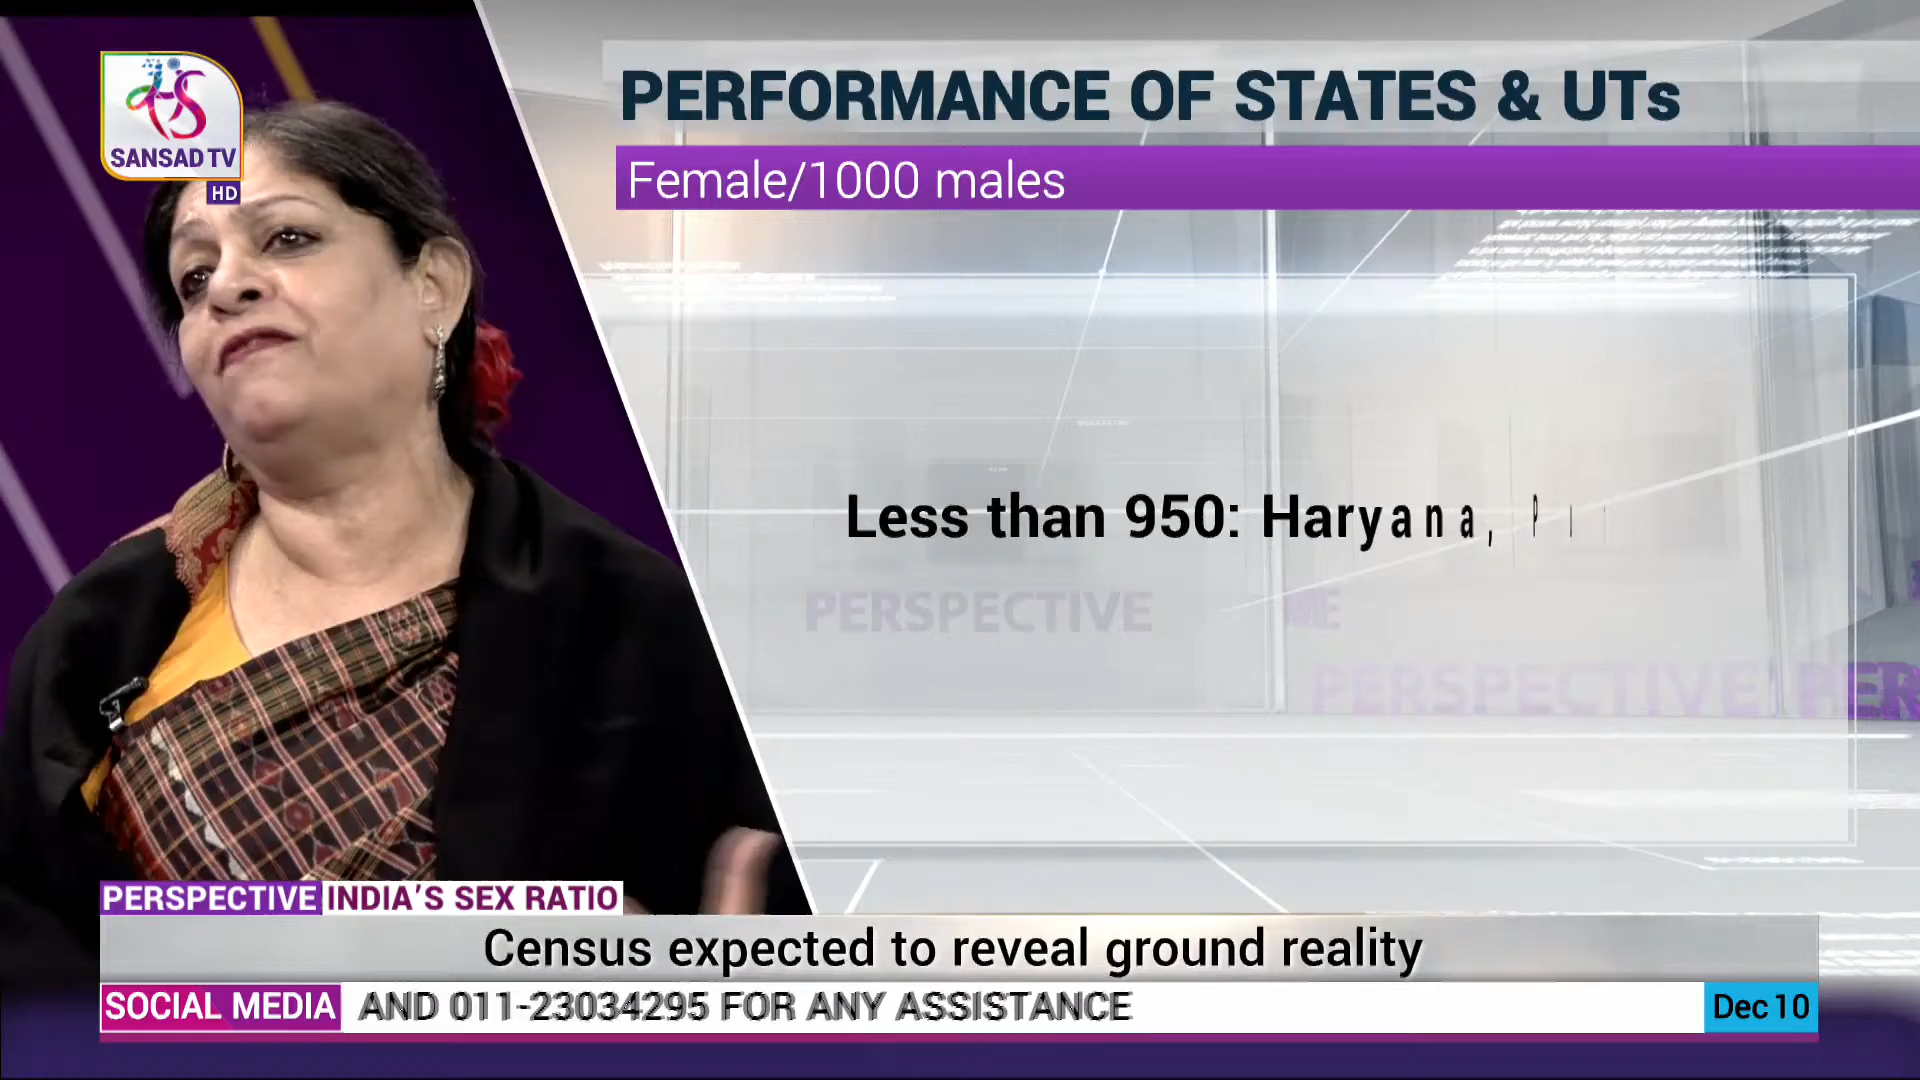 SANSAD TV
HD
PERFORMANCE OF STATES & UTs
Female/1000 males
Less than 950: Haryana,
PERSPECTIVE
PERSPECTIVE
PERSPECTIVE INDIA'S SEX RATIO
Census expected to reveal ground reality
SOCIAL MEDIA AND 011-23034295 FOR ANY ASSISTANCE Dec 10